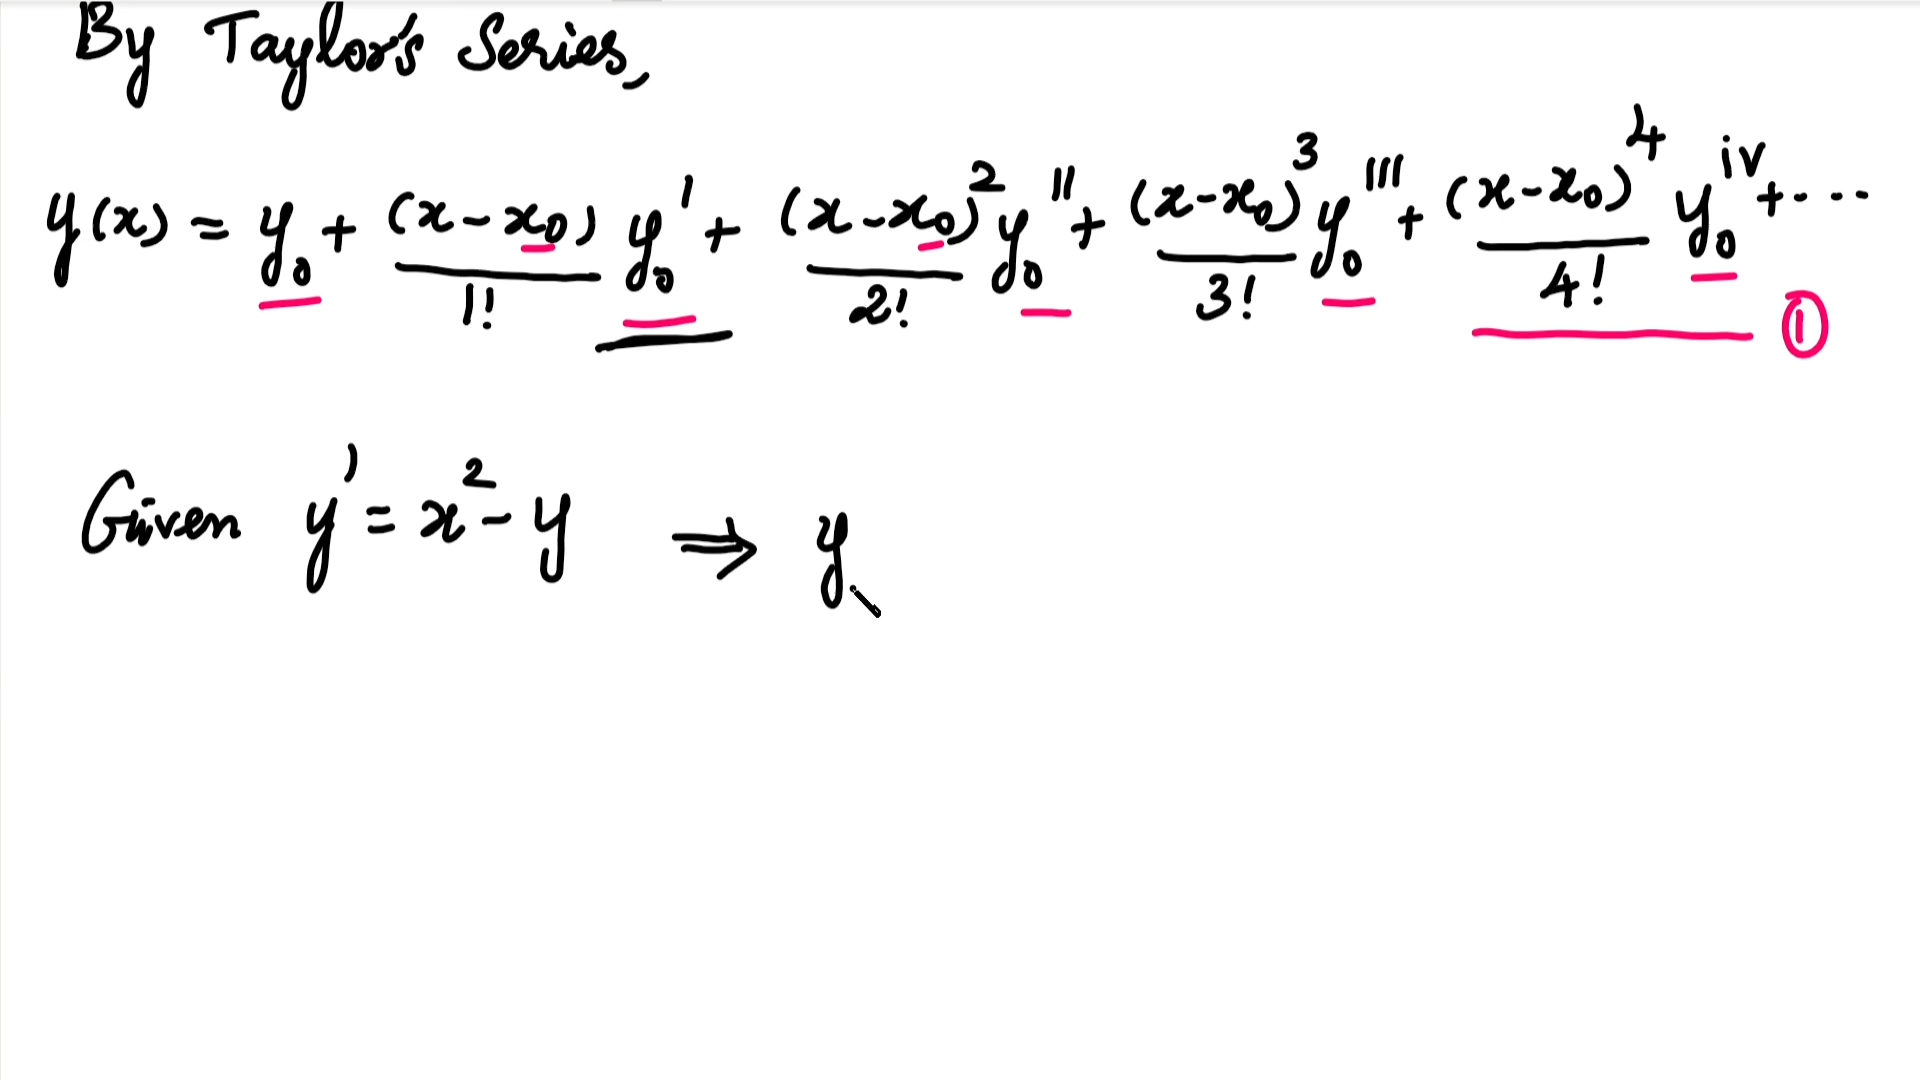 By Taylor's Series,
y(x) = y₀ + (x-x₀)/1! y₀' + (x-x₀)²/2! y₀'' + (x-x₀)³/3! y₀''' + (x-x₀)⁴/4! y₀ⁱᵛ + .... ①
Given y' = x² - y ⇒ y